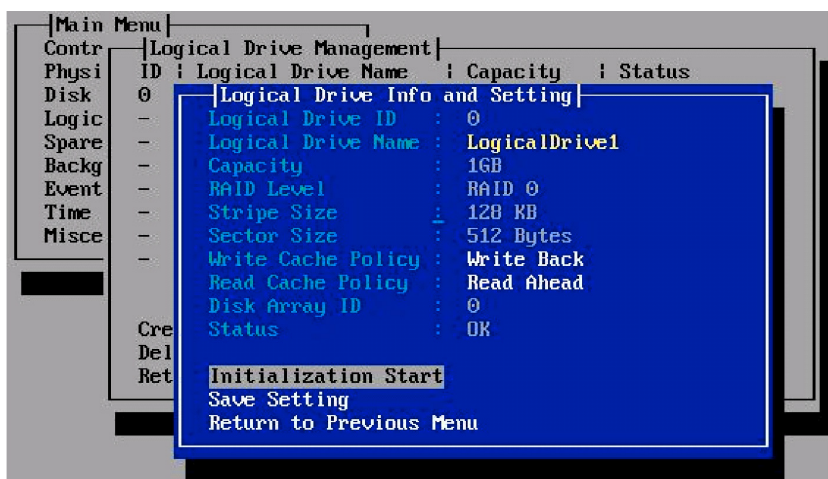 Main Menu
Contr
Logical Drive Management
Physi ID | Logical Drive Name | Capacity | Status
Disk 0
Logical Drive Info and Setting
Logic - Logical Drive ID : 0
Spare - Logical Drive Name : LogicalDrive1
Backg - Capacity : 1GB
Event - RAID Level : RAID 0
Time - Stripe Size : 128 KB
Misce - Sector Size : 512 Bytes
- Write Cache Policy : Write Back
Read Cache Policy : Read Ahead
Disk Array ID : 0
Cre Status : OK
Del
Ret Initialization Start
Save Setting
Return to Previous Menu